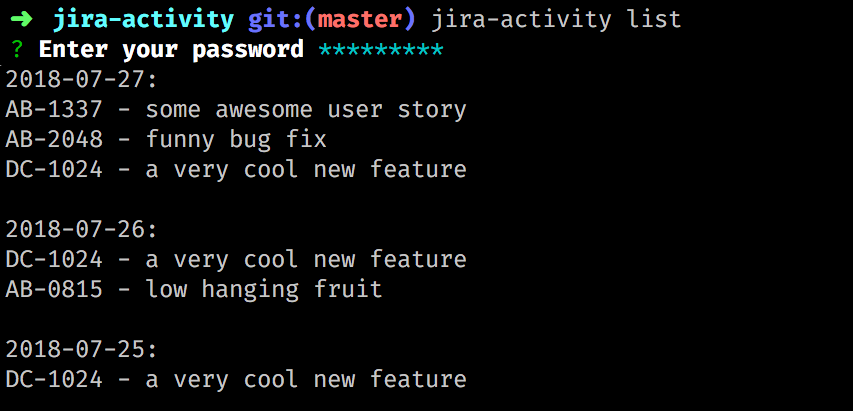 ➜ jira-activity git:(master) jira-activity list
? Enter your password *********
2018-07-27:
AB-1337 - some awesome user story
AB-2048 - funny bug fix
DC-1024 - a very cool new feature
2018-07-26:
DC-1024 - a very cool new feature
AB-0815 - low hanging fruit
2018-07-25:
DC-1024 - a very cool new feature